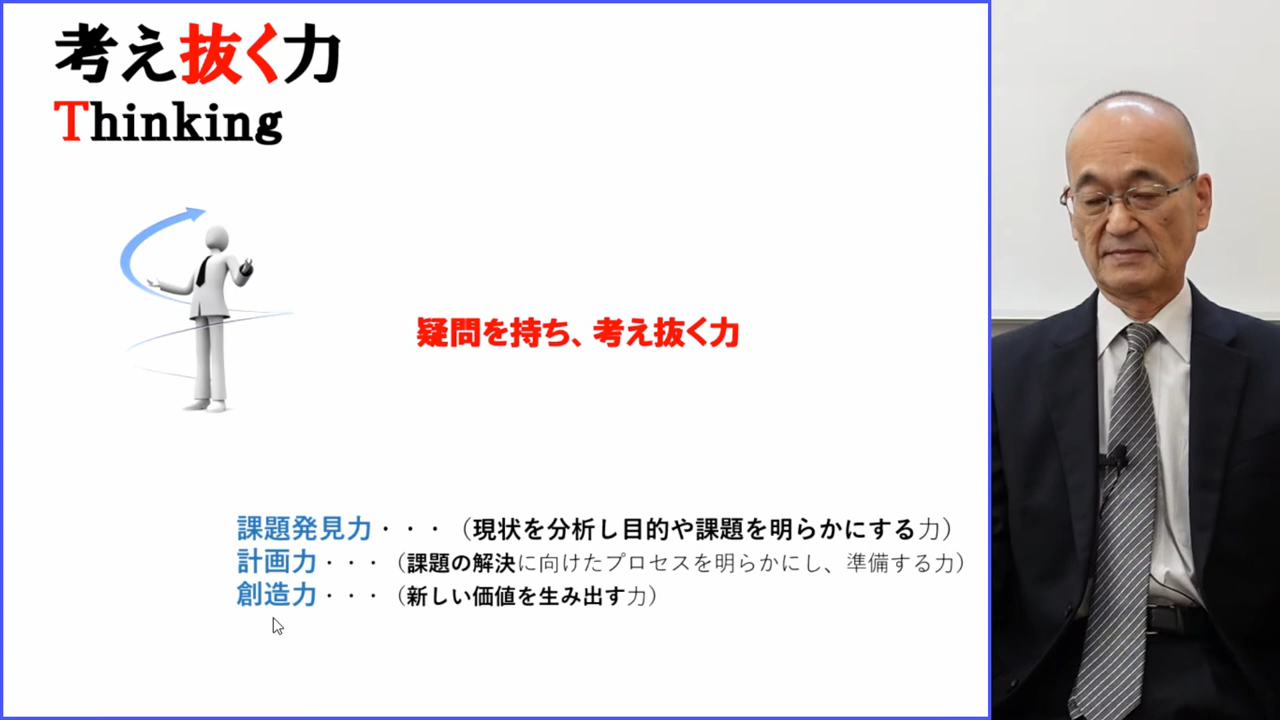 考え抜く力
Thinking
疑問を持ち、考え抜く力
課題発見力・・・（現状を分析し目的や課題を明らかにする力）
計画力・・・（課題の解決に向けたプロセスを明らかにし、準備する力）
創造力・・・（新しい価値を生み出す力）